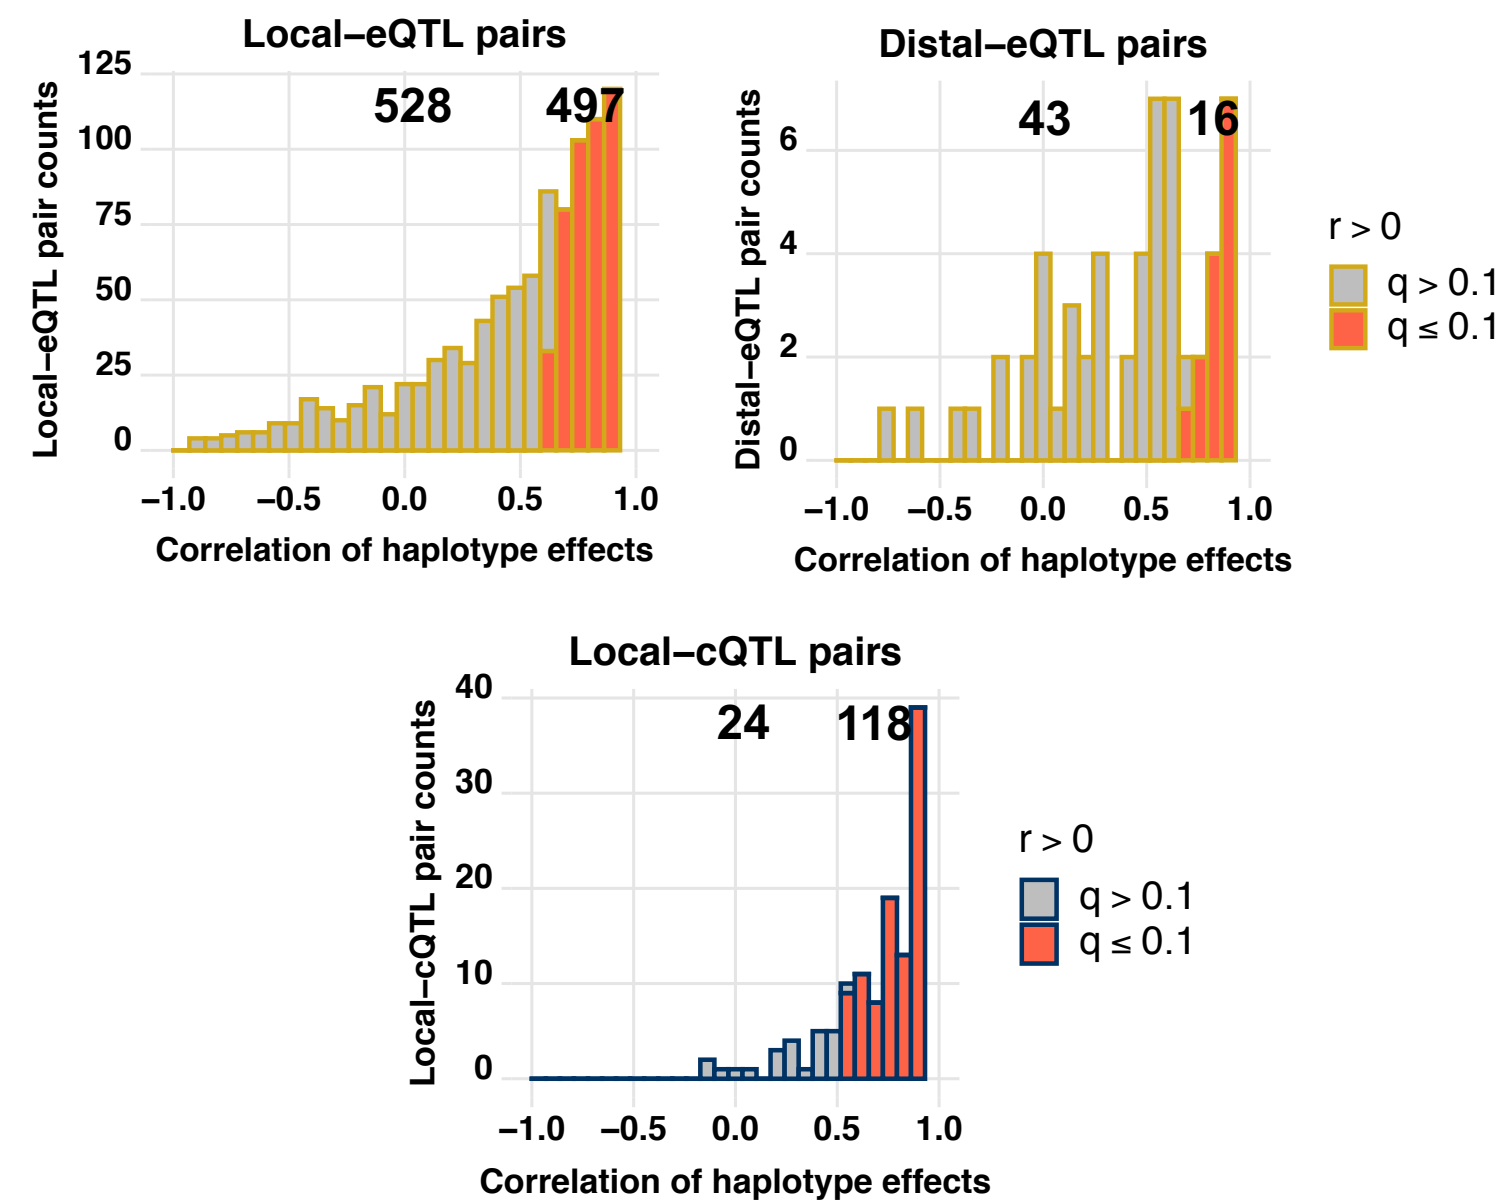 Local–eQTL pairs
Local–eQTL pair counts
125
100
75
50
25
0
528
497
−1.0 −0.5 0.0 0.5 1.0
Correlation of haplotype effects
Distal–eQTL pairs
Distal–eQTL pair counts
6
4
2
0
43
16
−1.0 −0.5 0.0 0.5 1.0
Correlation of haplotype effects
r > 0
q > 0.1
q ≤ 0.1
Local–cQTL pairs
Local–cQTL pair counts
40
30
20
10
0
24
118
−1.0 −0.5 0.0 0.5 1.0
Correlation of haplotype effects
r > 0
q > 0.1
q ≤ 0.1